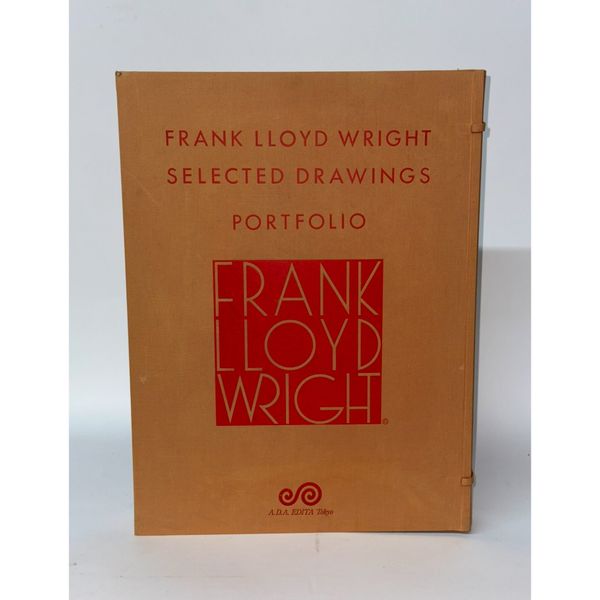 FRANK LLOYD WRIGHT
SELECTED DRAWINGS
PORTFOLIO
FRANK
LLOYD
WRIGHT
®
A.D.A. EDITA Tokyo